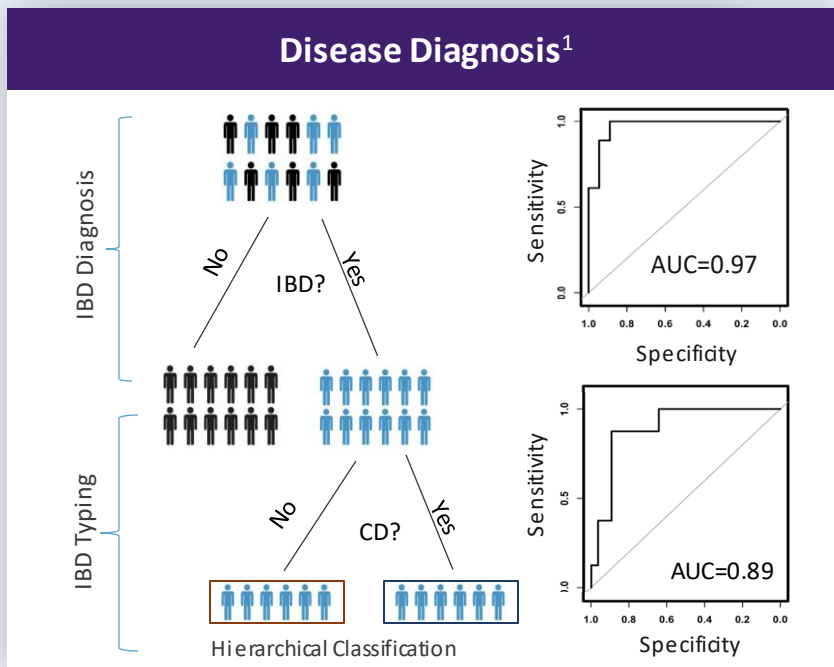 Disease Diagnosis¹
IBD Diagnosis
No
IBD?
Yes
IBD Typing
No
CD?
Yes
Hierarchical Classification
Sensitivity
1.0
0.5
0.0
AUC=0.97
1.0 0.8 0.6 0.4 0.2 0.0
Specificity
Sensitivity
1.0
0.5
0.0
AUC=0.89
1.0 0.8 0.6 0.4 0.2 0.0
Specificity